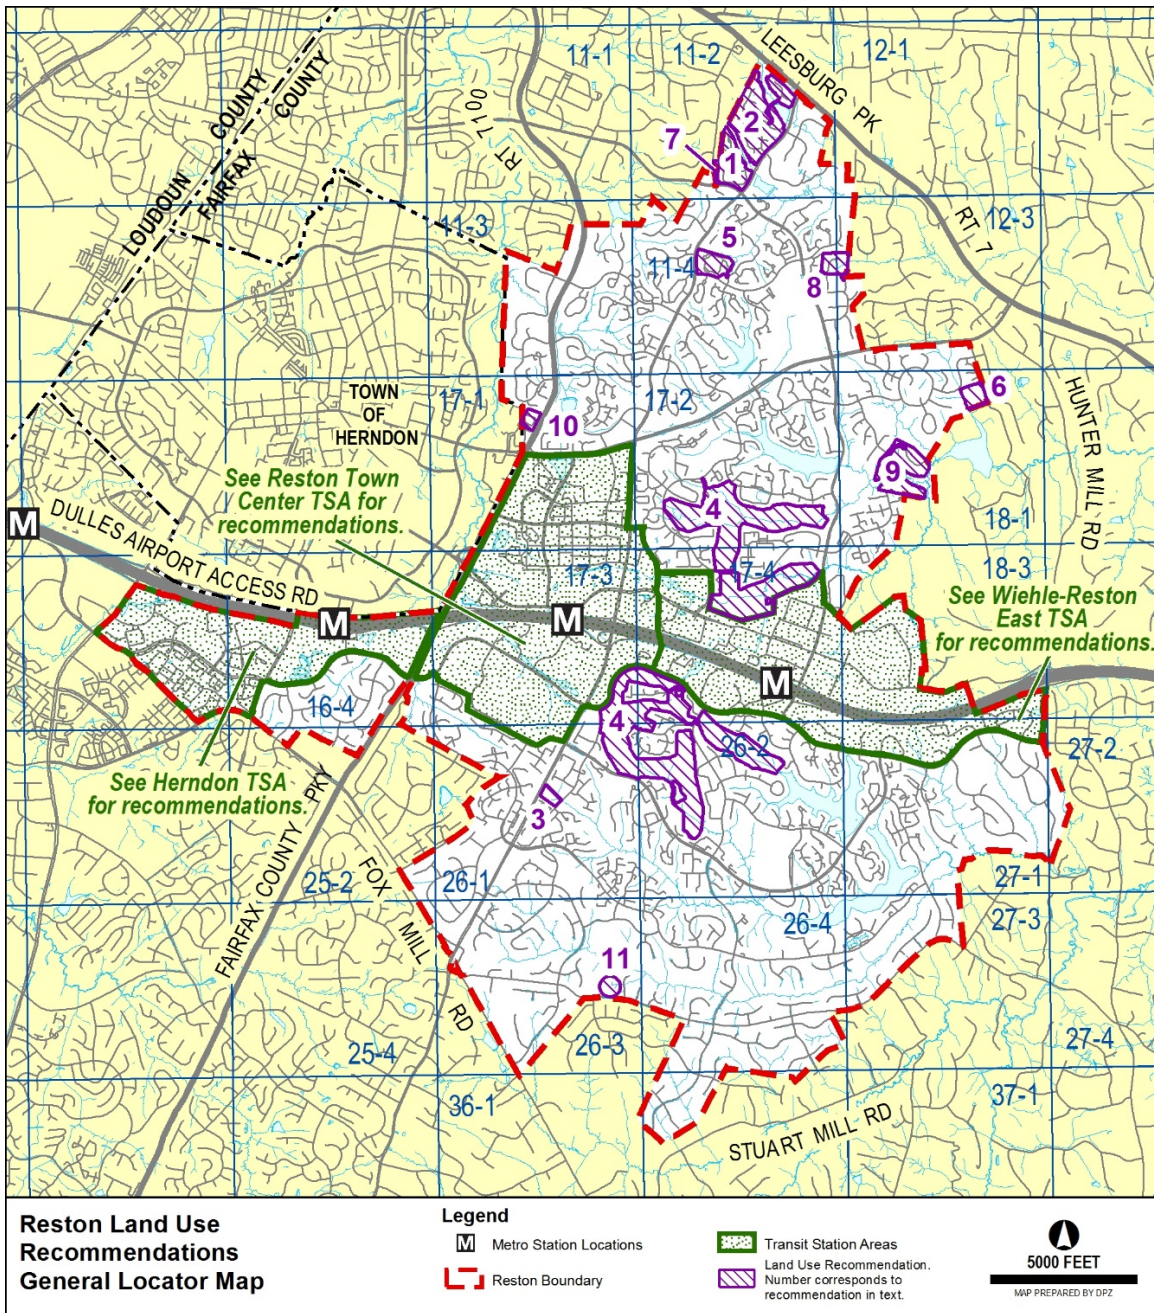 11-1
11-2
12-1
LEESBURG PK
LOUDOUN COUNTY
FAIRFAX COUNTY
RT 7100
2
7
1
11-3
12-3
RT 7
5
11-4
8
TOWN
OF
HERNDON
17-1
17-2
6
10
HUNTER MILL RD
9
See Reston Town
Center TSA for
recommendations.
M
DULLES AIRPORT ACCESS RD
4
18-1
17-3
17-4
18-3
See Wiehle-Reston
East TSA
for recommendations.
M
M
M
16-4
4
26-2
27-2
See Herndon TSA
for recommendations.
3
FAIRFAX COUNTY PKY
25-2
FOX MILL RD
26-1
27-1
26-4
27-3
11
25-4
26-3
27-4
36-1
37-1
STUART MILL RD
Reston Land Use
Recommendations
General Locator Map
Legend
M Metro Station Locations
Reston Boundary
Transit Station Areas
Land Use Recommendation.
Number corresponds to
recommendation in text.
5000 FEET
MAP PREPARED BY DPZ